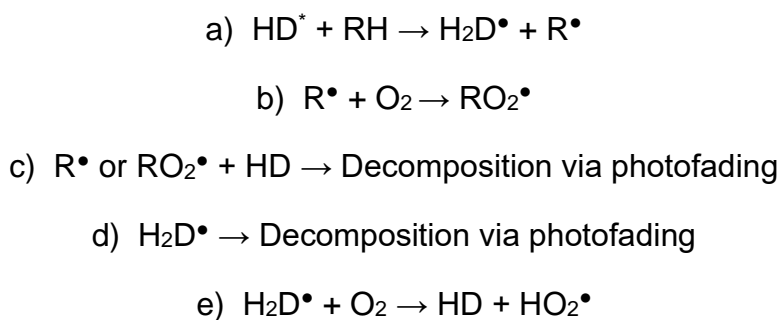 a) HD* + RH → H₂D• + R•
b) R• + O₂ → RO₂•
c) R• or RO₂• + HD → Decomposition via photofading
d) H₂D• → Decomposition via photofading
e) H₂D• + O₂ → HD + HO₂•